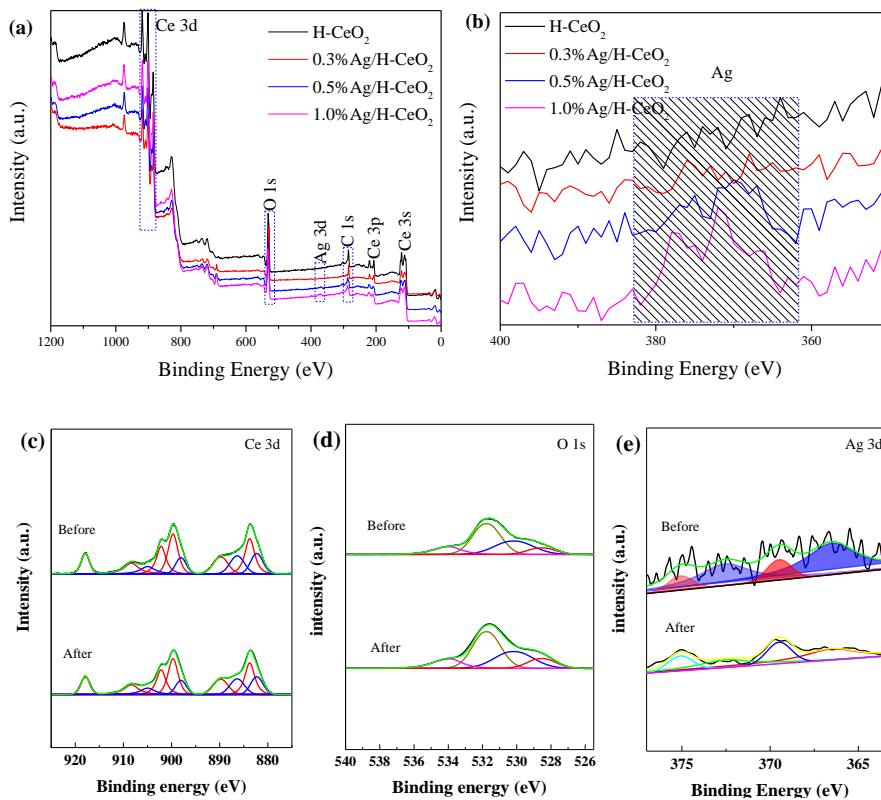 (a)
Ce 3d
H-CeO2
0.3%Ag/H-CeO2
0.5%Ag/H-CeO2
1.0%Ag/H-CeO2
O 1s
Ag 3d
C 1s
Ce 3p
Ce 3s
Intensity (a.u.)
1200 1000 800 600 400 200 0
Binding Energy (eV)
(b)
H-CeO2
0.3%Ag/H-CeO2
0.5%Ag/H-CeO2
1.0%Ag/H-CeO2
Ag
Intensity (a.u.)
400 380 360
Binding Energy (eV)
(c)
Ce 3d
Before
After
Intensity (a.u.)
920 910 900 890 880
Binding energy (eV)
(d)
O 1s
Before
After
intensity (a.u.)
540 538 536 534 532 530 528 526
Binding energy (eV)
(e)
Ag 3d
Before
After
intensity (a.u.)
375 370 365
Binding Energy (eV)